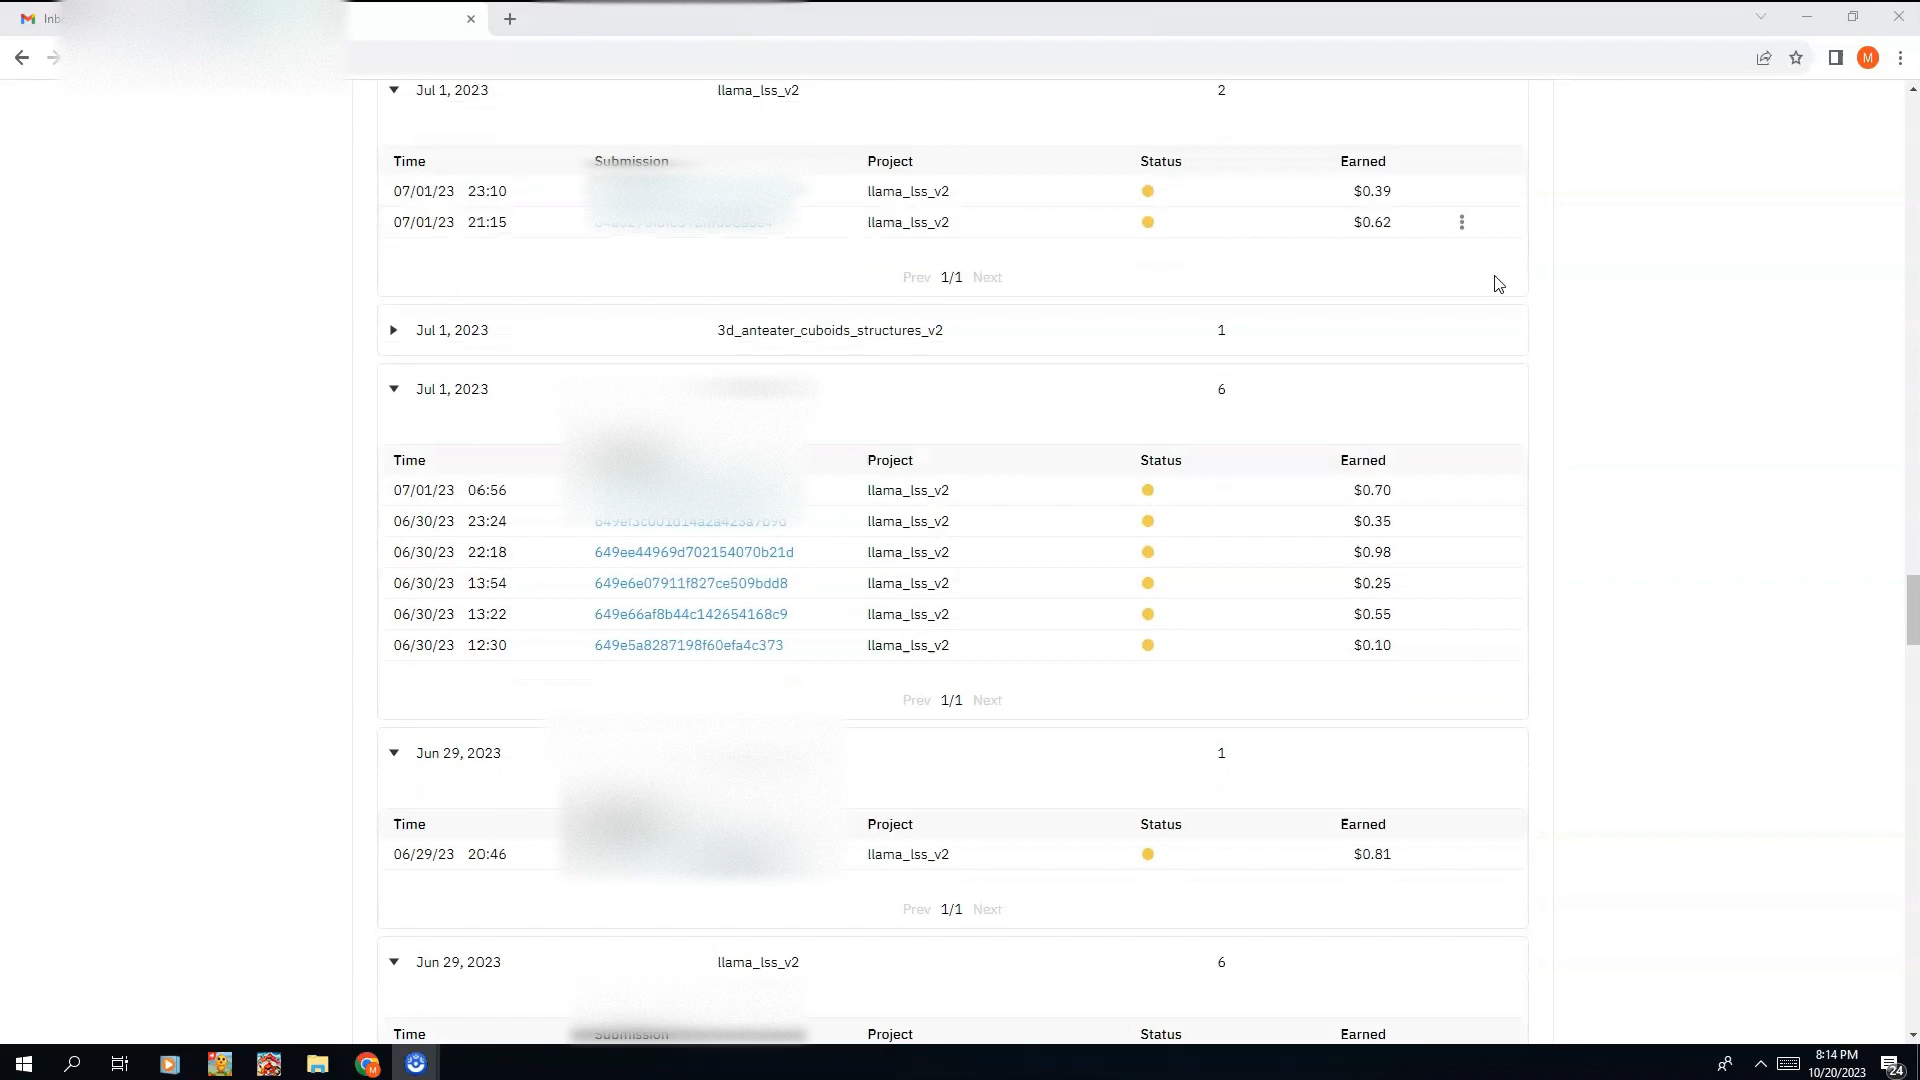 Inb
M
Jul 1, 2023 llama_lss_v2 2
Time Submission Project Status Earned
07/01/23 23:10 llama_lss_v2 $0.39
07/01/23 21:15 llama_lss_v2 $0.62
Prev 1/1 Next
Jul 1, 2023 3d_anteater_cuboids_structures_v2 1
Jul 1, 2023 6
Time Project Status Earned
07/01/23 06:56 llama_lss_v2 $0.70
06/30/23 23:24 llama_lss_v2 $0.35
06/30/23 22:18 649ee44969d702154070b21d llama_lss_v2 $0.98
06/30/23 13:54 649e6e07911f827ce509bdd8 llama_lss_v2 $0.25
06/30/23 13:22 649e66af8b44c142654168c9 llama_lss_v2 $0.55
06/30/23 12:30 649e5a8287198f60efa4c373 llama_lss_v2 $0.10
Prev 1/1 Next
Jun 29, 2023 1
Time Project Status Earned
06/29/23 20:46 llama_lss_v2 $0.81
Prev 1/1 Next
Jun 29, 2023 llama_lss_v2 6
Time Submission Project Status Earned
8:14 PM
10/20/2023
24